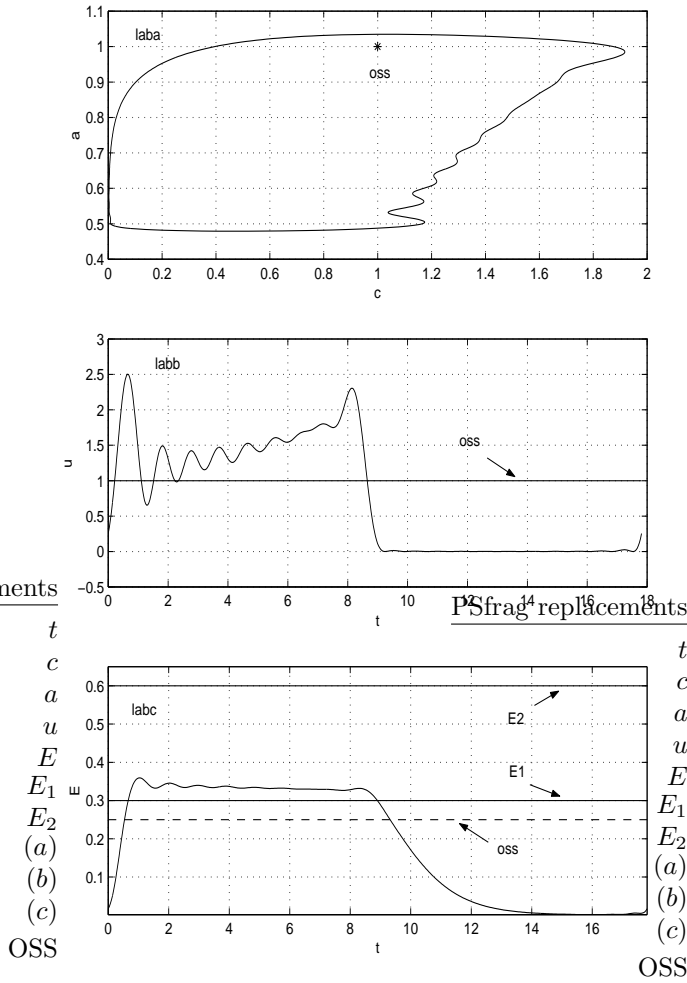 1.1
laba
1
oss
0.9
0.8
a
0.7
0.6
0.5
0.4
0 0.2 0.4 0.6 0.8 1 1.2 1.4 1.6 1.8 2
c
3
labb
2.5
2
oss
1.5
u
1
0.5
0
−0.5
0 2 4 6 8 10 12 14 16 18
t
ments
t
c
a
u
E
E1
E2
(a)
(b)
(c)
OSS
PSfrag replacements
t
c
a
u
E
E1
E2
(a)
(b)
(c)
OSS
0.6
labc
E2
0.5
0.4
E1
E
0.3
oss
0.2
0.1
0 2 4 6 8 10 12 14 16
t